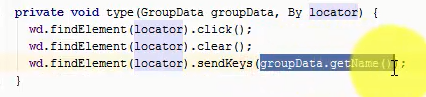 private void type(GroupData groupData, By locator) {
wd.findElement(locator).click();
wd.findElement(locator).clear();
wd.findElement(locator).sendKeys(groupData.getName());
}